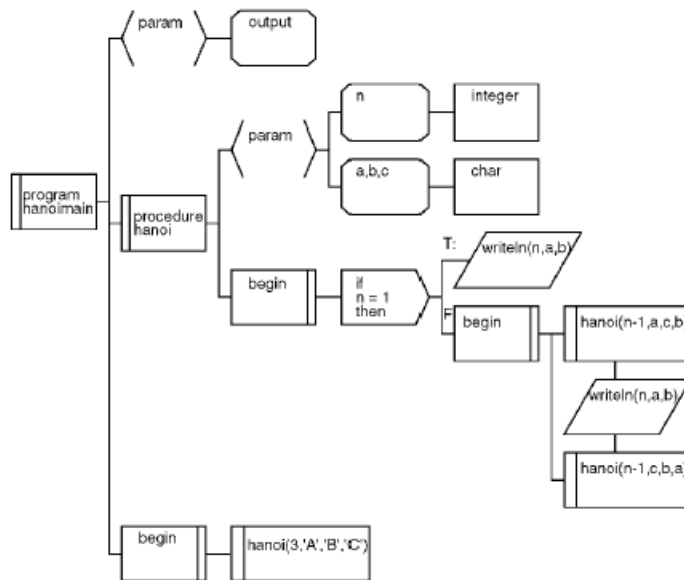 param
output
n
integer
param
a,b,c
char
program
hanoimain
procedure
hanoi
T:
writeln(n,a,b)
begin
if
n = 1
then
F
begin
hanoi(n-1,a,c,b)
writeln(n,a,b)
hanoi(n-1,c,b,a)
begin
hanoi(3,'A','B','C')